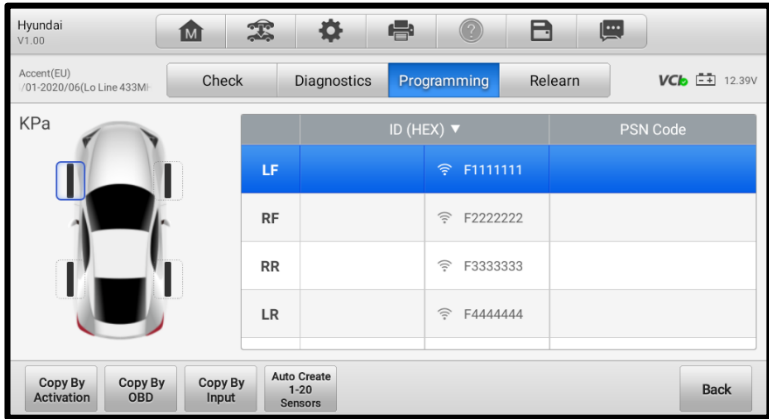 Hyundai
V1.00
M
?
Accent(EU)
/01-2020/06(Lo Line 433MH
Check
Diagnostics
Programming
Relearn
VCI
12.39V
KPa
ID (HEX) ▼
PSN Code
LF
F1111111
RF
F2222222
RR
F3333333
LR
F4444444
Copy By
Activation
Copy By
OBD
Copy By
Input
Auto Create
1-20
Sensors
Back